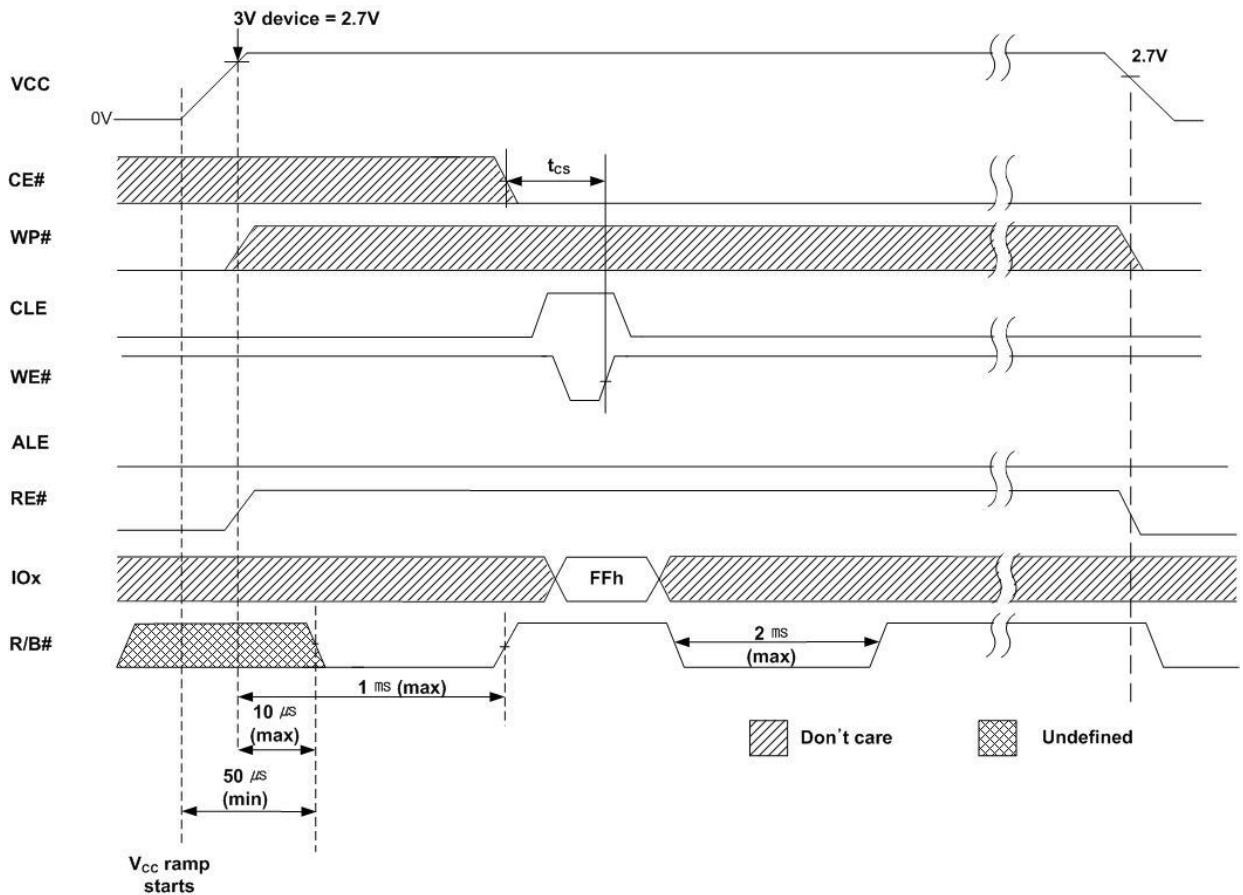 3V device = 2.7V
VCC
2.7V
0V
CE#
tCS
WP#
CLE
WE#
ALE
RE#
IOx
FFh
R/B#
2 ㎳
(max)
1 ㎳ (max)
10 ㎲
(max)
Don't care
Undefined
50 ㎲
(min)
VCC ramp
starts